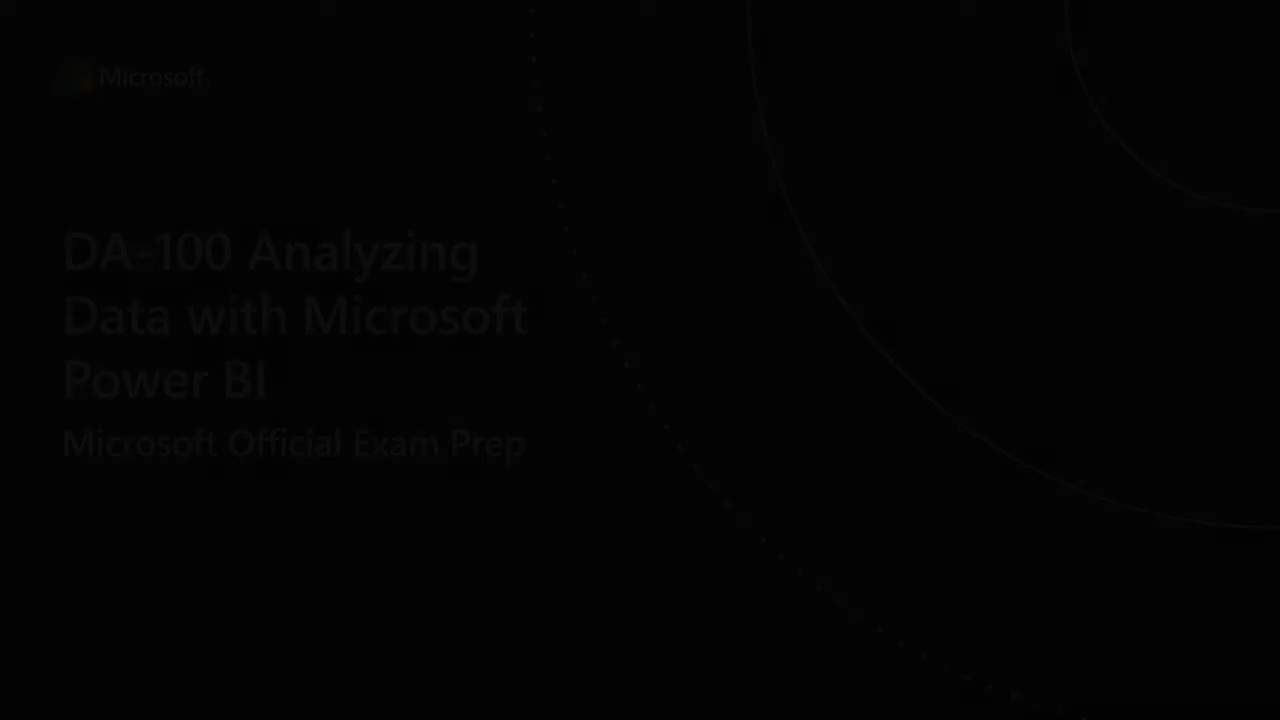 Microsoft
DA-100 Analyzing
Data with Microsoft
Power BI
Microsoft Official Exam Prep